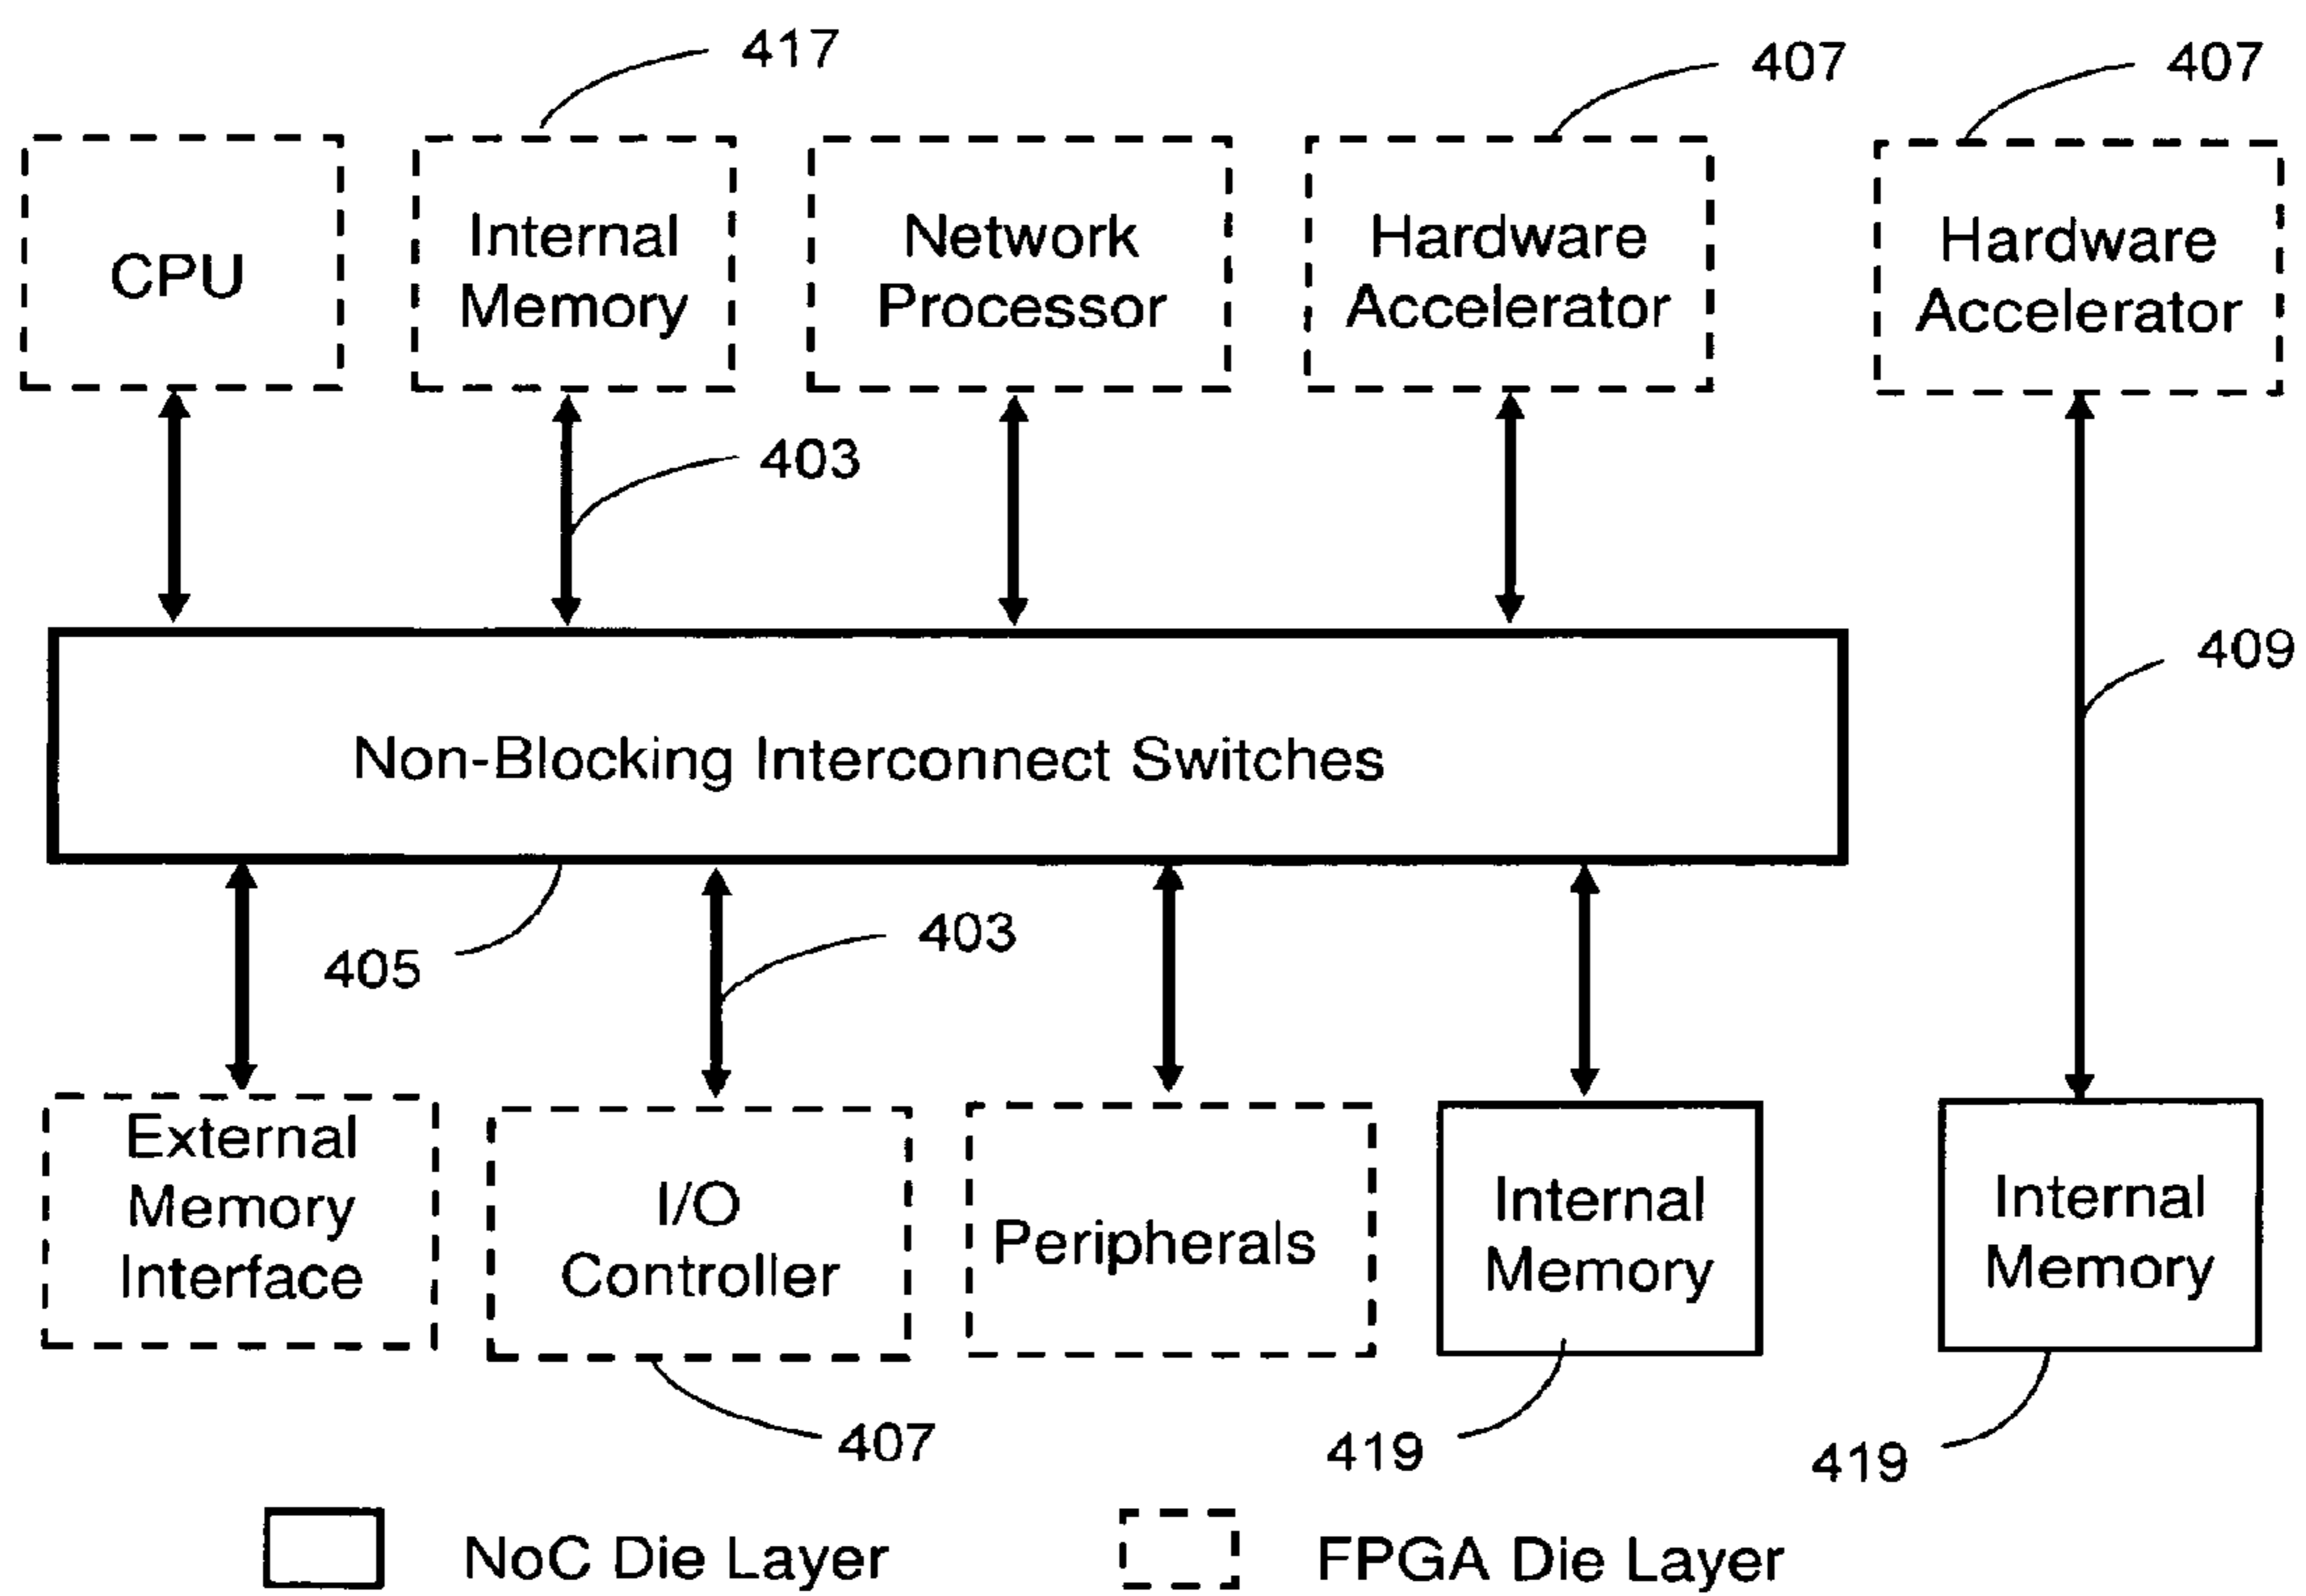 417
407
407
CPU
Internal
Memory
Network
Processor
Hardware
Accelerator
Hardware
Accelerator
403
409
Non-Blocking Interconnect Switches
405
403
External
Memory
Interface
I/O
Controller
Peripherals
Internal
Memory
Internal
Memory
407
419
419
NoC Die Layer
FPGA Die Layer